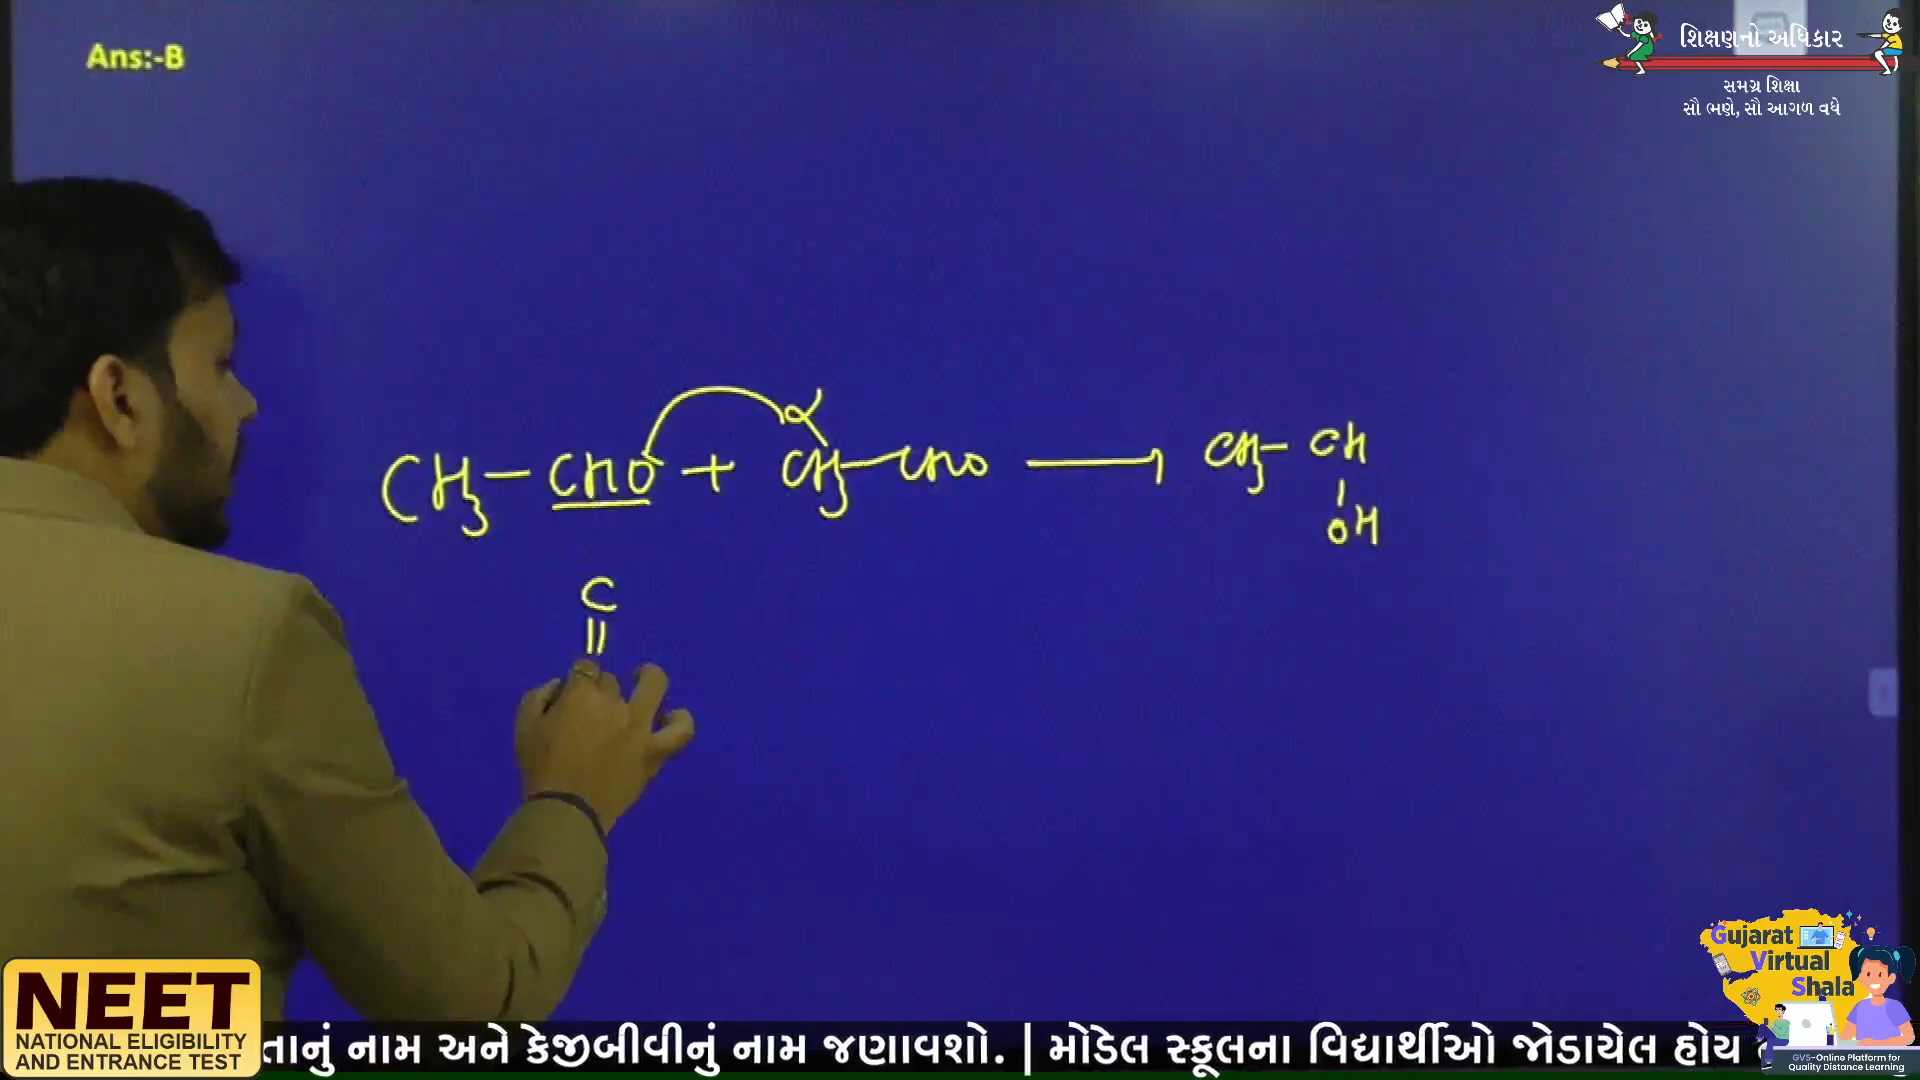 Ans:-B
શિક્ષણનો અધિકાર
સમગ્ર શિક્ષા
સૌ ભણે, સૌ આગળ વધે
α
CH3 - CHO + CH3 - CHO → CH3 - CH
OH
C
Gujarat
Virtual
Shala
GVS-Online Platform for
Quality Distance Learning
NEET
NATIONAL ELIGIBILITY
AND ENTRANCE TEST
તાનું નામ અને કેજીબીવીનું નામ જણાવશો. | મોડેલ સ્કૂલના વિદ્યાર્થીઓ જોડાયેલ હોય